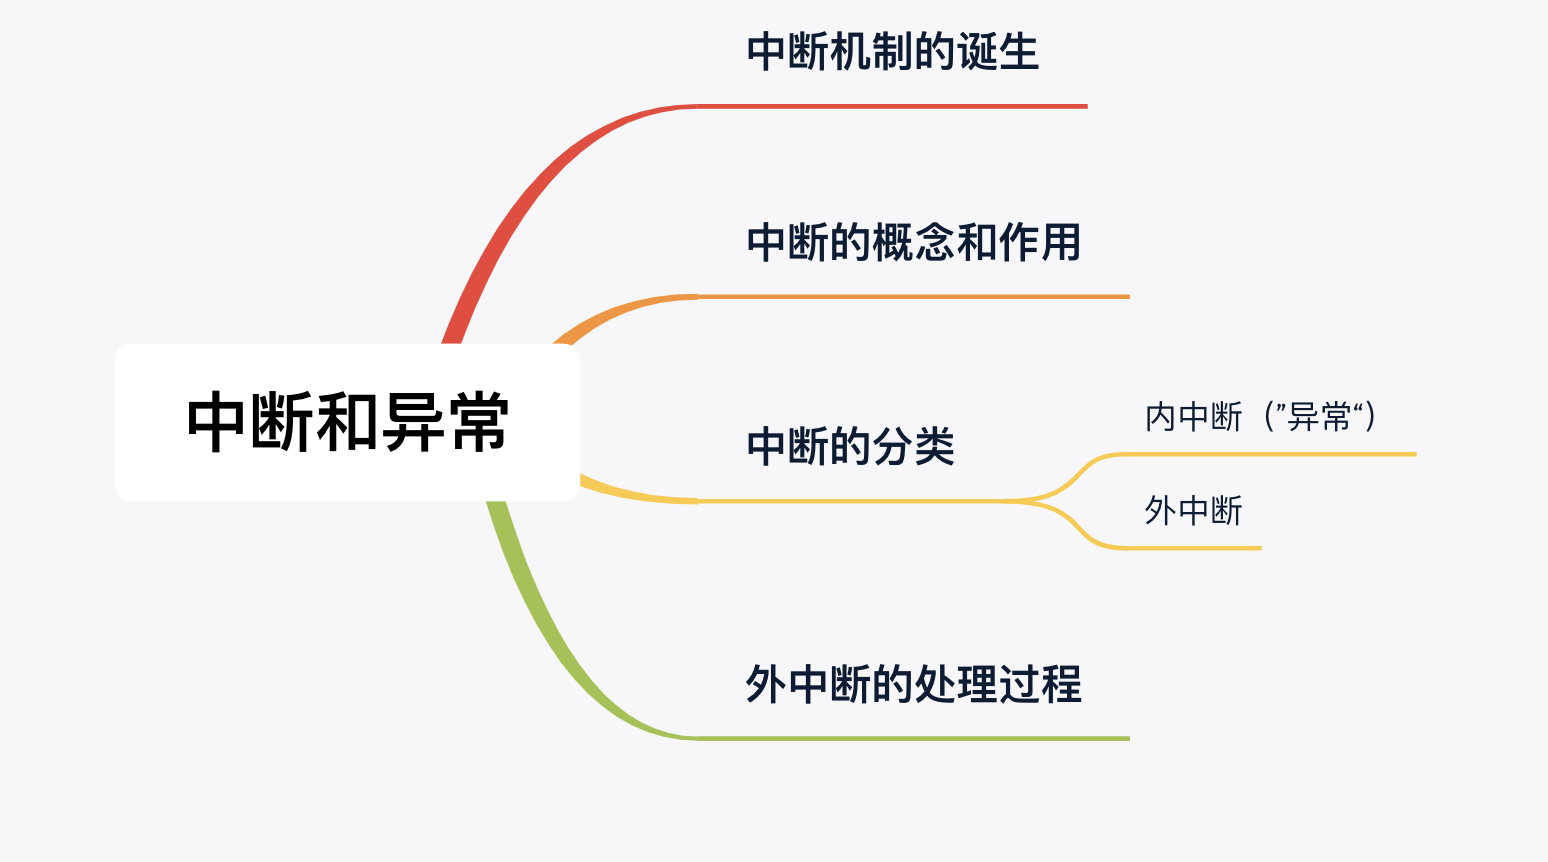 中断机制的诞生
中断的概念和作用
中断和异常
中断的分类
内中断（”异常“）
外中断
外中断的处理过程